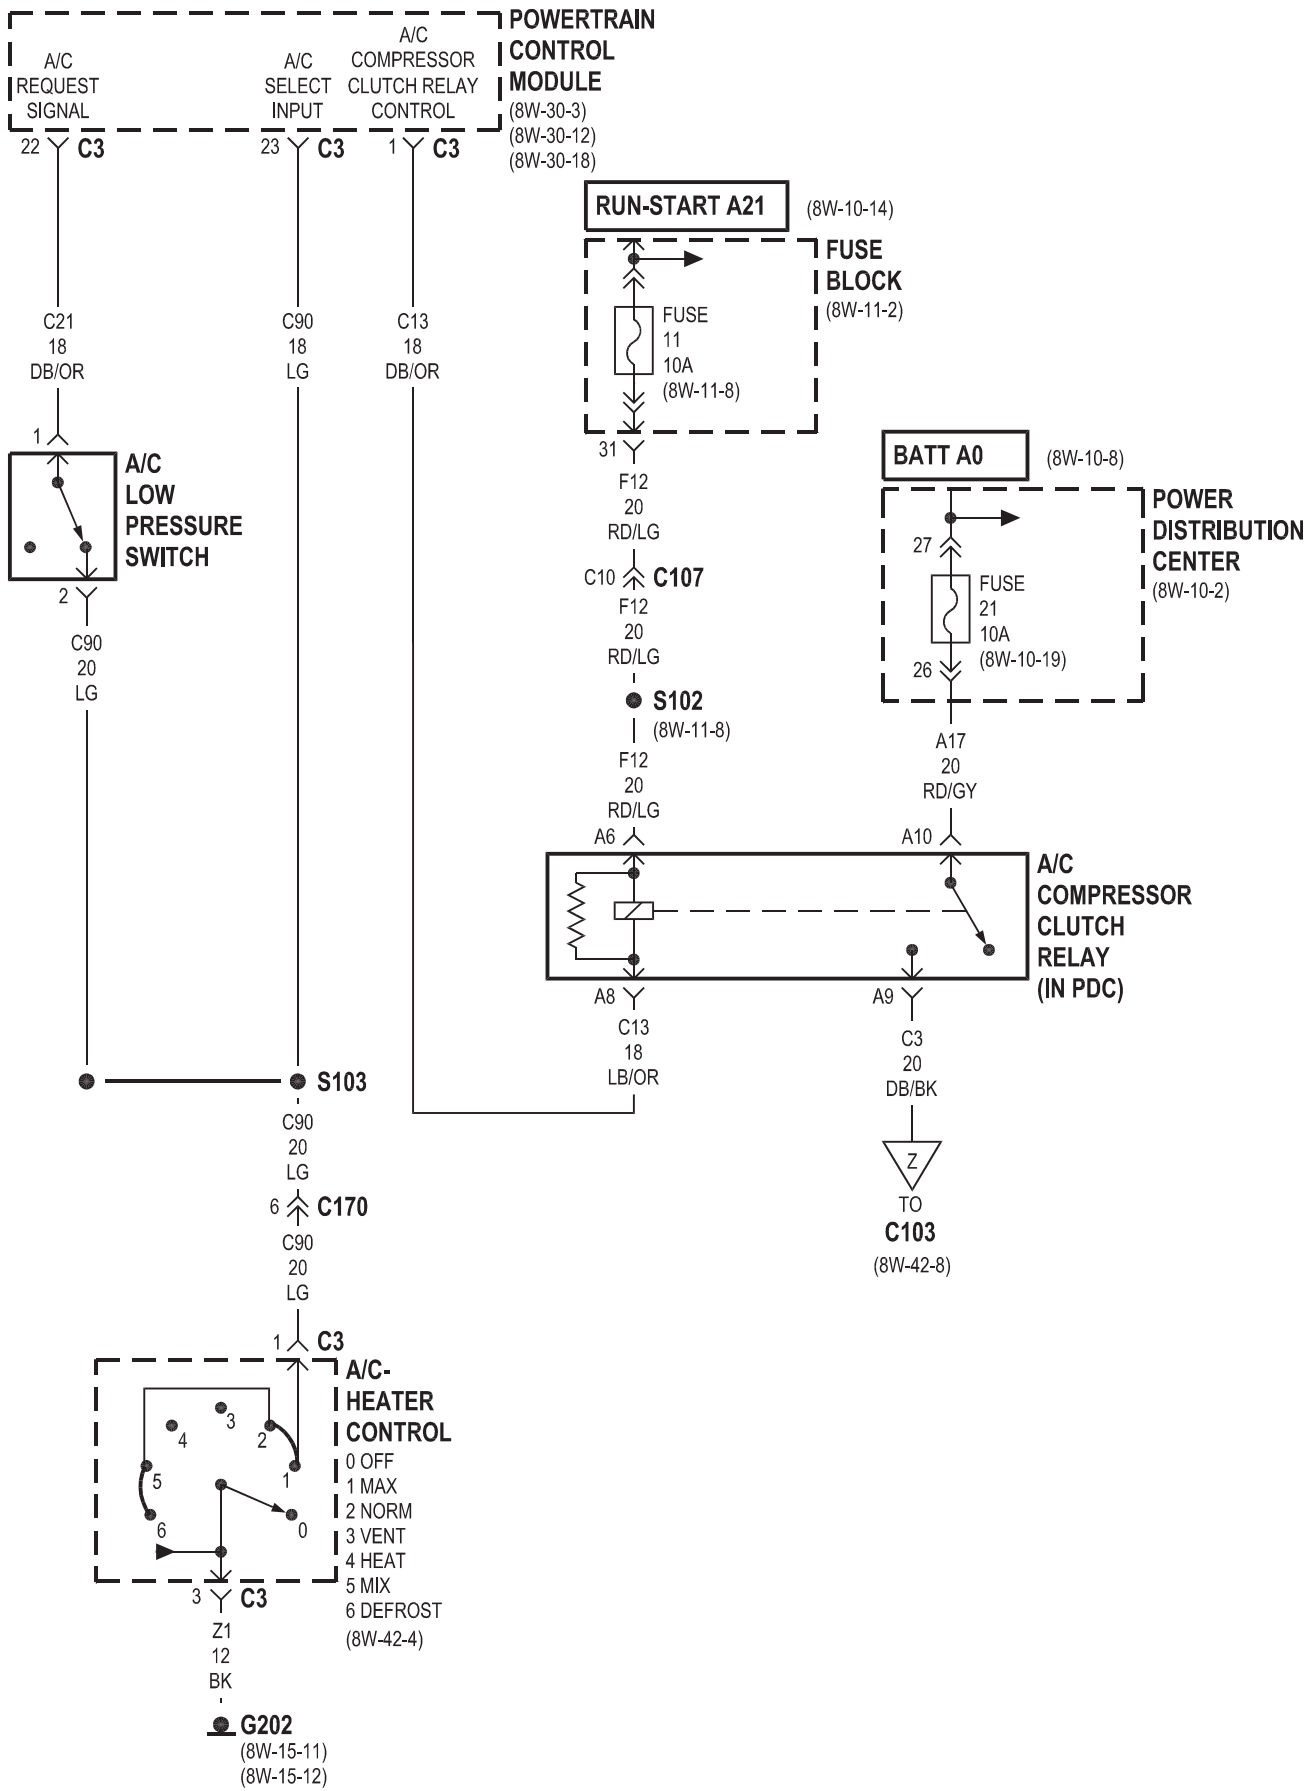 POWERTRAIN
CONTROL
MODULE
(8W-30-3)
(8W-30-12)
(8W-30-18)
A/C
REQUEST
SIGNAL
A/C
SELECT
INPUT
A/C
COMPRESSOR
CLUTCH RELAY
CONTROL
22 C3
23 C3
1 C3
RUN-START A21
(8W-10-14)
FUSE
BLOCK
(8W-11-2)
FUSE
11
10A
(8W-11-8)
C21
18
DB/OR
C90
18
LG
C13
18
DB/OR
31
F12
20
RD/LG
C10 C107
F12
20
RD/LG
S102
(8W-11-8)
F12
20
RD/LG
A6
BATT A0
(8W-10-8)
POWER
DISTRIBUTION
CENTER
(8W-10-2)
27
FUSE
21
10A
(8W-10-19)
26
A17
20
RD/GY
A10
1
A/C
LOW
PRESSURE
SWITCH
2
C90
20
LG
A/C
COMPRESSOR
CLUTCH
RELAY
(IN PDC)
A8
C13
18
LB/OR
A9
C3
20
DB/BK
Z
TO
C103
(8W-42-8)
S103
C90
20
LG
6 C170
C90
20
LG
1 C3
A/C-
HEATER
CONTROL
0 OFF
1 MAX
2 NORM
3 VENT
4 HEAT
5 MIX
6 DEFROST
(8W-42-4)
3
4
2
5
1
6
0
3 C3
Z1
12
BK
G202
(8W-15-11)
(8W-15-12)